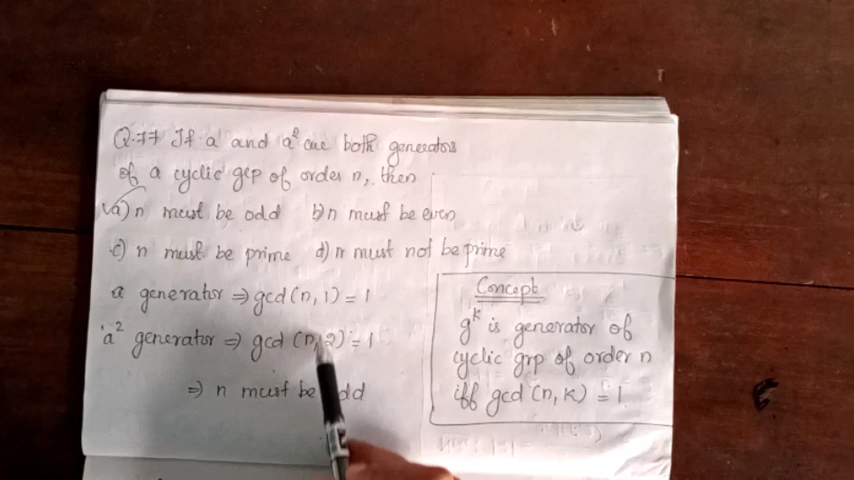 Q.77 If a and a² are both generators
of a cyclic grp of order n, then
a) n must be odd b) n must be even
c) n must be prime d) n must not be prime
a generator ⇒ gcd (n, 1) = 1
a² generator ⇒ gcd (n, 2) = 1
⇒ n must be odd
Concept
g^k is generator of
cyclic grp of order n
iff gcd (n, k) = 1